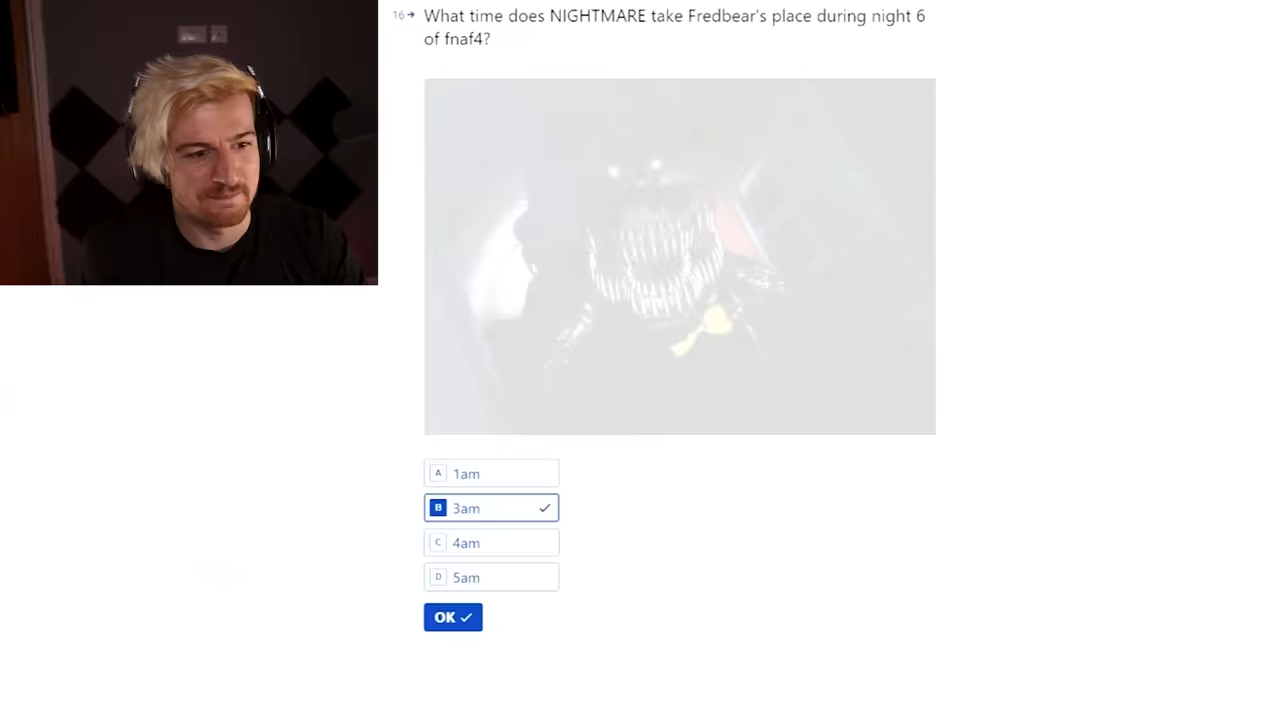 16 What time does NIGHTMARE take Fredbear's place during night 6
of fnaf4?
A 1am
B 3am
C 4am
D 5am
OK